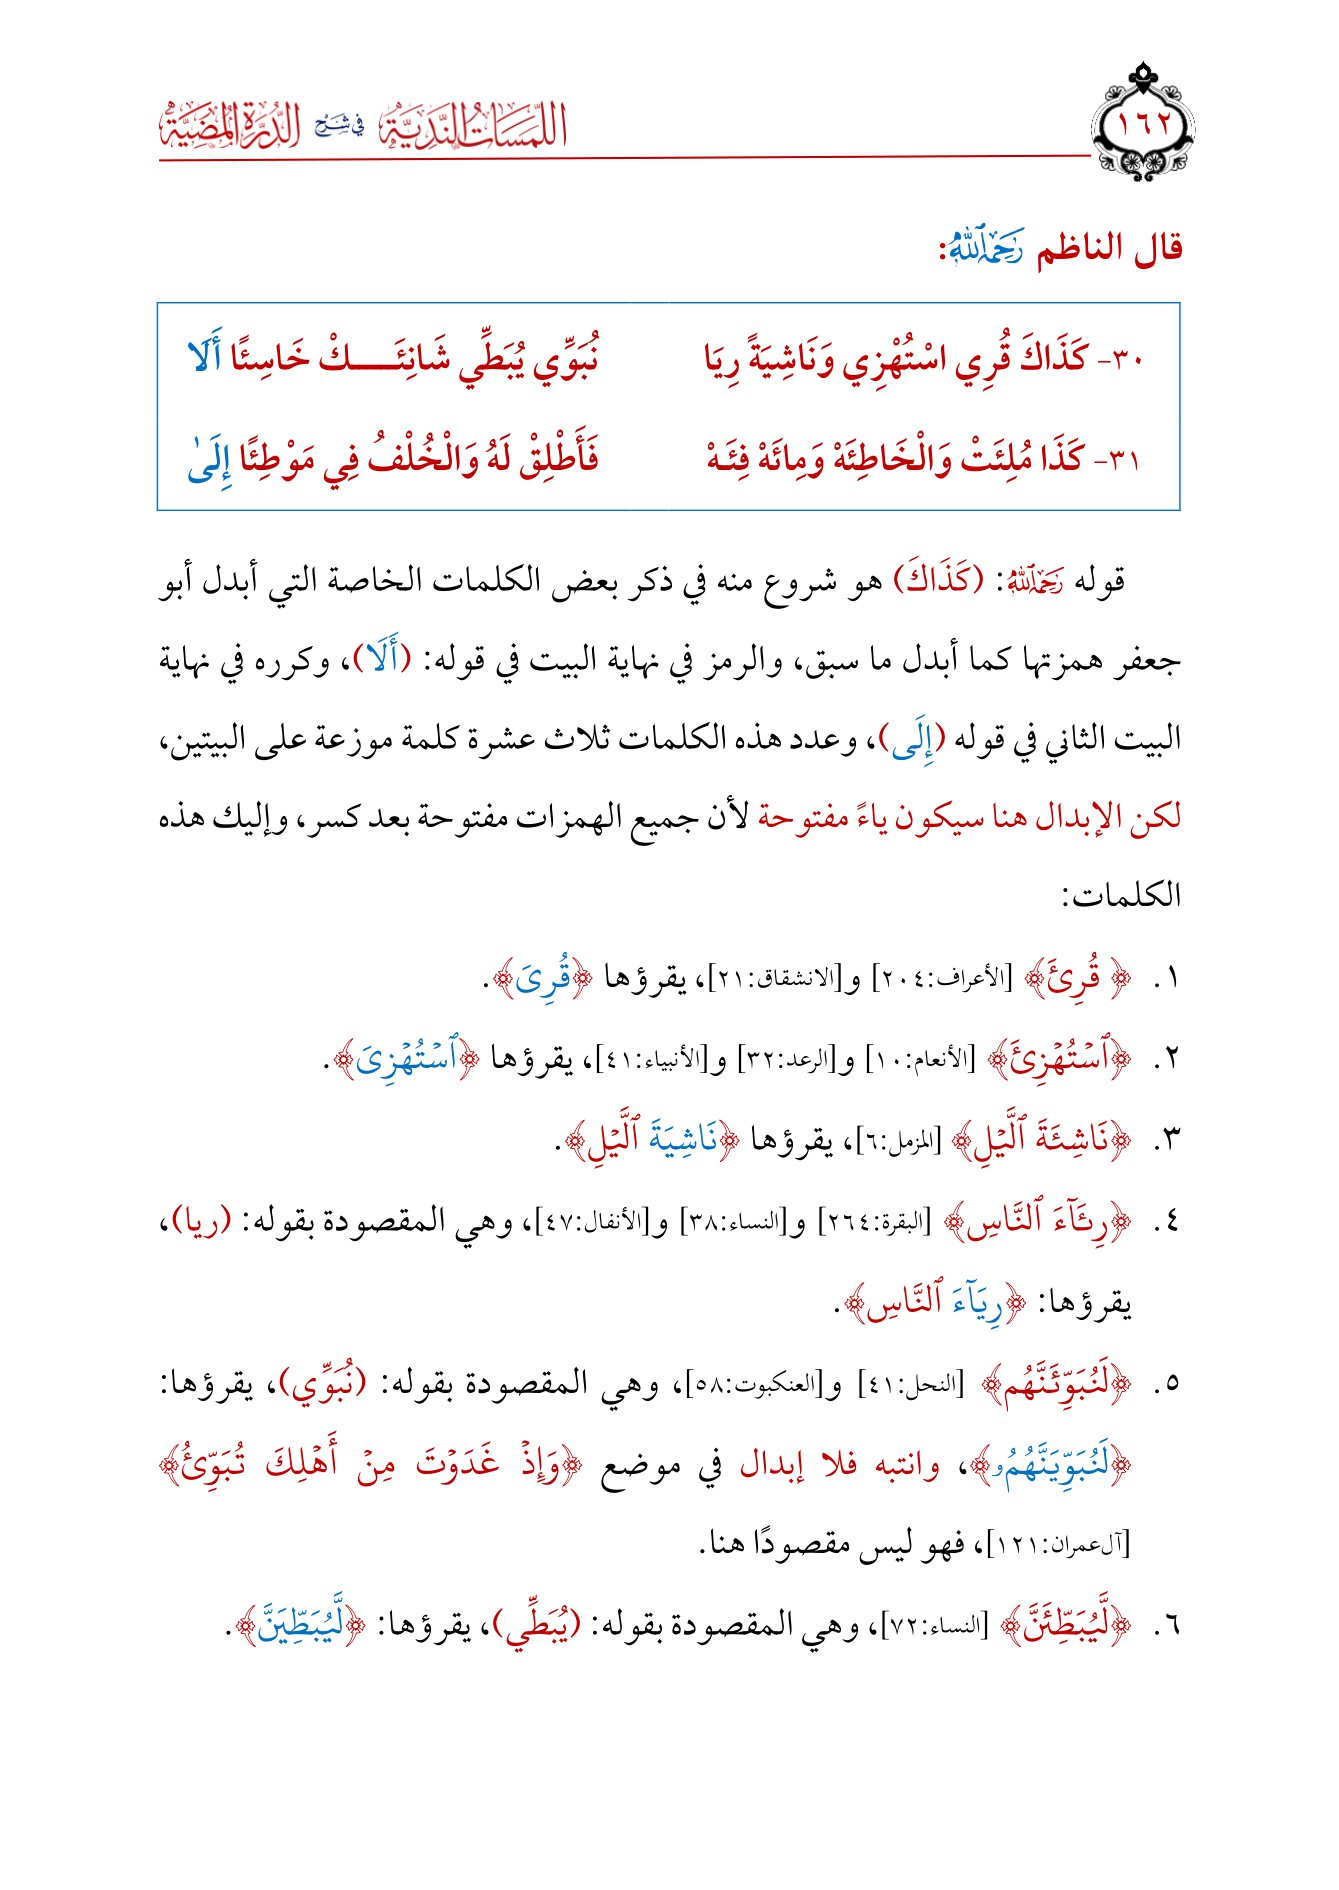 ١٦٢
اللمسات الندية في شرح الدرة المضية
قال الناظم رَحِمَهُ ٱللَّهُ:
٣٠- كَذَاكَ قُرِي اسْتُهْزِي وَنَاشِيَةً رِيَا نُبَوِّي يُبَطِّي شَانِئَـــــكْ خَاسِئًا أَلَا
٣١- كَذَا مُلِئَتْ وَالْخَاطِئَهْ وَمِائَهْ فِئَهْ فَأَطْلِقْ لَهُ وَالْخُلْفُ فِي مَوْطِئًا إِلَىٰ
قوله رَحِمَهُ ٱللَّهُ: (كَذَاكَ) هو شروع منه في ذكر بعض الكلمات الخاصة التي أبدل أبو
جعفر همزتها كما أبدل ما سبق، والرمز في نهاية البيت في قوله: (أَلَا)، وكرره في نهاية
البيت الثاني في قوله (إِلَى)، وعدد هذه الكلمات ثلاث عشرة كلمة موزعة على البيتين،
لكن الإبدال هنا سيكون ياءً مفتوحة لأن جميع الهمزات مفتوحة بعد كسر، وإليك هذه
الكلمات:
١. ﴿ قُرِئَ﴾ [الأعراف:٢٠٤] و[الانشقاق:٢١]، يقرؤها ﴿قُرِىَ﴾.
٢. ﴿ٱسۡتُهۡزِئَ﴾ [الأنعام:١٠] و[الرعد:٣٢] و[الأنبياء:٤١]، يقرؤها ﴿ٱسۡتُهۡزِىَ﴾.
٣. ﴿نَاشِئَةَ ٱلَّيۡلِ﴾ [المزمل:٦]، يقرؤها ﴿نَاشِيَةَ ٱلَّيۡلِ﴾.
٤. ﴿رِئَآءَ ٱلنَّاسِ﴾ [البقرة:٢٦٤] و[النساء:٣٨] و[الأنفال:٤٧]، وهي المقصودة بقوله: (ريا)،
يقرؤها: ﴿رِيَآءَ ٱلنَّاسِ﴾.
٥. ﴿لَنُبَوِّئَنَّهُم﴾ [النحل:٤١] و[العنكبوت:٥٨]، وهي المقصودة بقوله: (نُبَوِّي)، يقرؤها:
﴿لَنُبَوِّيَنَّهُمُۥ﴾، وانتبه فلا إبدال في موضع ﴿وَإِذۡ غَدَوۡتَ مِنۡ أَهۡلِكَ تُبَوِّئُ﴾
[آل عمران:١٢١]، فهو ليس مقصودًا هنا.
٦. ﴿لَّيُبَطِّئَنَّ﴾ [النساء:٧٢]، وهي المقصودة بقوله: (يُبَطِّي)، يقرؤها: ﴿لَّيُبَطِّيَنَّ﴾.